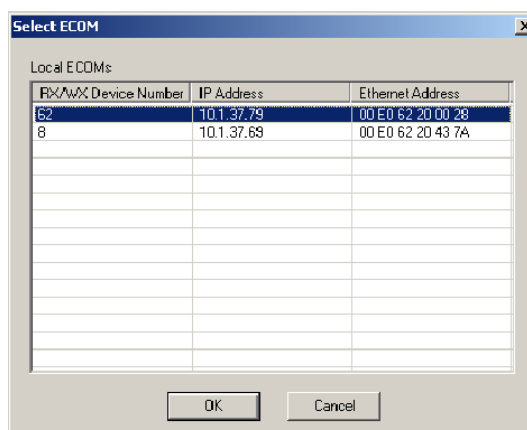 Select ECOM
Local ECOMs
RX/WX Device Number IP Address Ethernet Address
62 10.1.37.79 00 E0 62 20 00 28
8 10.1.37.69 00 E0 62 20 43 7A
OK Cancel